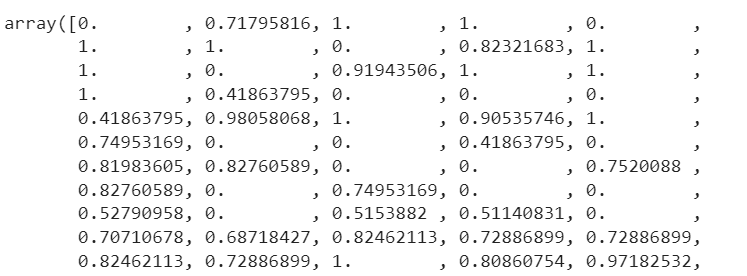 array([0.        , 0.71795816, 1.        , 1.        , 0.        ,
       1.        , 1.        , 0.        , 0.82321683, 1.        ,
       1.        , 0.        , 0.91943506, 1.        , 1.        ,
       1.        , 0.41863795, 0.        , 0.        , 0.        ,
       0.41863795, 0.98058068, 1.        , 0.90535746, 1.        ,
       0.74953169, 0.        , 0.        , 0.41863795, 0.        ,
       0.81983605, 0.82760589, 0.        , 0.        , 0.7520088 ,
       0.82760589, 0.        , 0.74953169, 0.        , 0.        ,
       0.52790958, 0.        , 0.5153882 , 0.51140831, 0.        ,
       0.70710678, 0.68718427, 0.82462113, 0.72886899, 0.72886899,
       0.82462113, 0.72886899, 1.        , 0.80860754, 0.97182532,